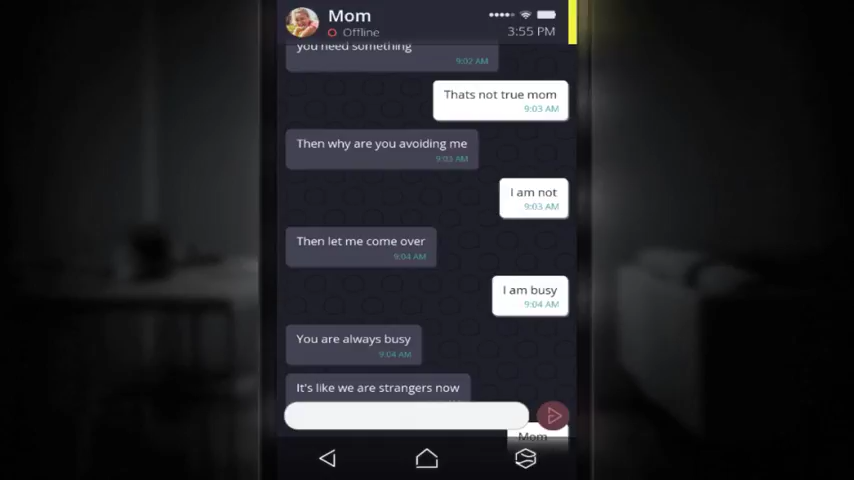 Mom
Offline
3:55 PM
you need something
9:02 AM
Thats not true mom
9:03 AM
Then why are you avoiding me
9:03 AM
I am not
9:03 AM
Then let me come over
9:04 AM
I am busy
9:04 AM
You are always busy
9:04 AM
It's like we are strangers now
Mom